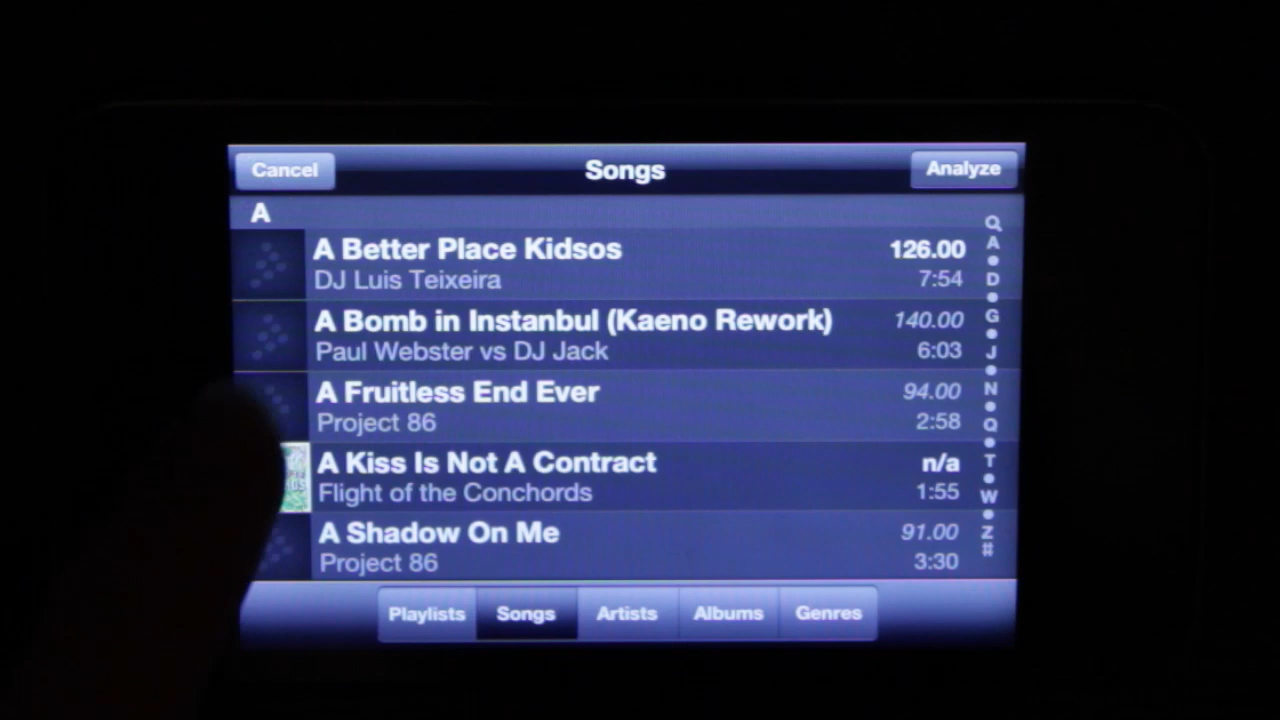 Cancel
Songs
Analyze
A
A Better Place Kidsos
126.00
DJ Luis Teixeira
7:54
A Bomb in Instanbul (Kaeno Rework)
140.00
Paul Webster vs DJ Jack
6:03
A Fruitless End Ever
94.00
Project 86
2:58
A Kiss Is Not A Contract
n/a
Flight of the Conchords
1:55
A Shadow On Me
91.00
Project 86
3:30
A
D
G
J
N
Q
T
W
Z
#
Playlists
Songs
Artists
Albums
Genres